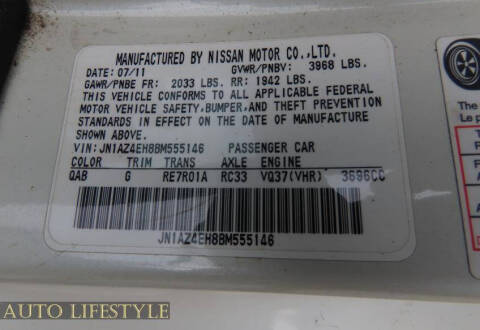 MANUFACTURED BY NISSAN MOTOR CO.,LTD.
DATE: 07/11 GVWR/PNBV: 3968 LBS.
GAWR/PNBE FR: 2033 LBS. RR: 1942 LBS.
THIS VEHICLE CONFORMS TO ALL APPLICABLE FEDERAL
MOTOR VEHICLE SAFETY, BUMPER, AND THEFT PREVENTION
STANDARDS IN EFFECT ON THE DATE OF MANUFACTURE
SHOWN ABOVE.
VIN: JN1AZ4EH8BM555146 PASSENGER CAR
COLOR TRIM TRANS AXLE ENGINE
QAB G RE7R01A RC33 VQ37(VHR) 3696CC
JN1AZ4EH8BM555146
The
Le p
AUTO LIFESTYLE